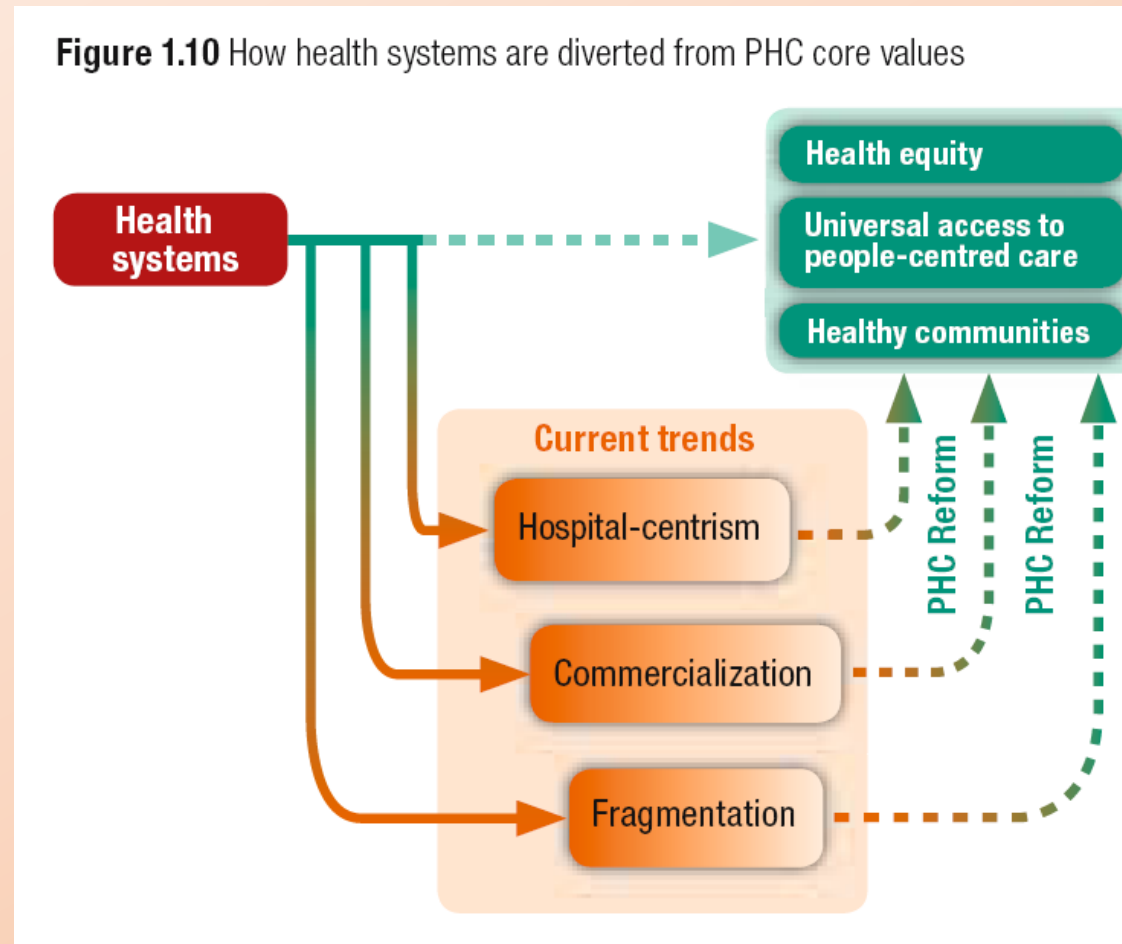 Figure 1.10 How health systems are diverted from PHC core values
Health
systems
Health equity
Universal access to
people-centred care
Healthy communities
Current trends
Hospital-centrism
Commercialization
Fragmentation
PHC Reform
PHC Reform